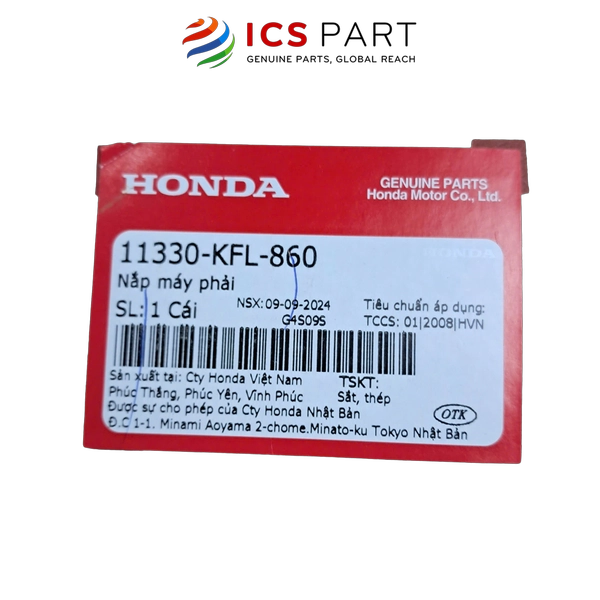 ICS PART
GENUINE PARTS, GLOBAL REACH
HONDA
GENUINE PARTS
Honda Motor Co., Ltd.
HONDA
11330-KFL-860
Nắp máy phải
SL: 1 Cái
NSX: 09-09-2024
G4S09S
Tiêu chuẩn áp dụng:
TCCS: 01|2008|HVN
Sản xuất tại: Cty Honda Việt Nam
Phúc Thắng, Phúc Yên, Vĩnh Phúc
TSKT:
Sắt, thép
Được sự cho phép của Cty Honda Nhật Bản
Đ.C 1-1. Minami Aoyama 2-chome.Minato-ku Tokyo Nhật Bản
OTK